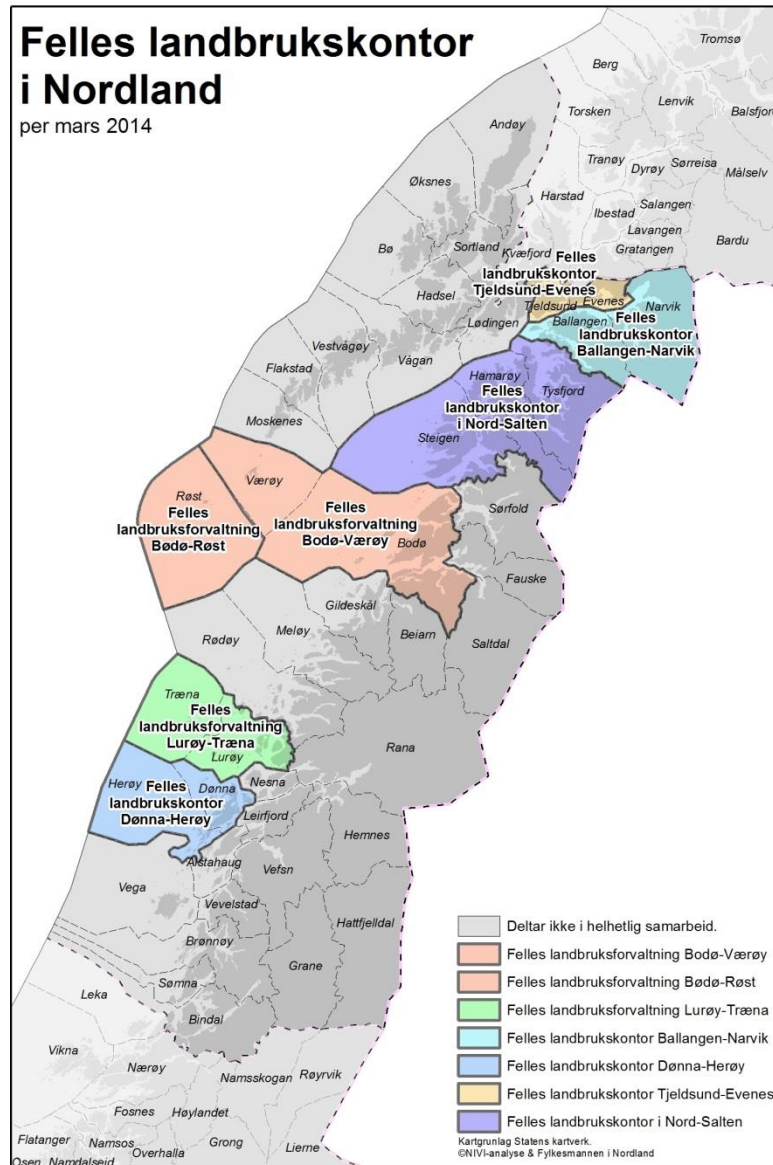 Felles landbrukskontor
i Nordland
per mars 2014
Tromsø
Berg
Lenvik
Torsken
Balsfjord
Andøy
Tranøy
Dyrøy
Sørreisa
Målselv
Øksnes
Harstad
Salangen
Ibestad
Lavangen
Bardu
Bø
Sortland
Kvæfjord
Gratangen
Felles
landbrukskontor
Tjeldsund-Evenes
Hadsel
Tjeldsund
Evenes
Narvik
Lødingen
Ballangen
Felles
landbrukskontor
Ballangen-Narvik
Vestvågøy
Vågan
Flakstad
Hamarøy
Tysfjord
Felles
landbrukskontor
i Nord-Salten
Moskenes
Steigen
Værøy
Røst
Felles
landbruksforvaltning
Bødø-Røst
Felles
landbruksforvaltning
Bodø-Værøy
Bodø
Sørfold
Fauske
Gildeskål
Meløy
Beiarn
Rødøy
Saltdal
Træna
Felles
landbruksforvaltning
Lurøy-Træna
Lurøy
Rana
Herøy
Dønna
Nesna
Felles
landbrukskontor
Dønna-Herøy
Leirfjord
Hemnes
Alstahaug
Vefsn
Vega
Vevelstad
Hattfjelldal
Brønnøy
Grane
Sømna
Leka
Bindal
Vikna
Nærøy
Namsskogan
Røyrvik
Fosnes
Høylandet
Flatanger
Namsos
Grong
Overhalla
Lierne
Osen
Namdalseid
Deltar ikke i helhetlig samarbeid.
Felles landbruksforvaltning Bodø-Værøy
Felles landbruksforvaltning Bødø-Røst
Felles landbruksforvaltning Lurøy-Træna
Felles landbrukskontor Ballangen-Narvik
Felles landbrukskontor Dønna-Herøy
Felles landbrukskontor Tjeldsund-Evenes
Felles landbrukskontor i Nord-Salten
Kartgrunlag Statens kartverk.
©NIVI-analyse & Fylkesmannen i Nordland